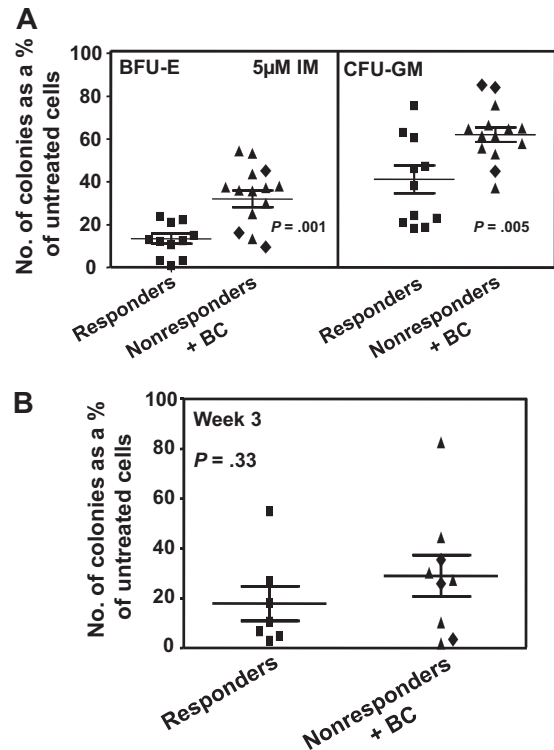 A
No. of colonies as a %
of untreated cells
100
80
60
40
20
0
BFU-E 5µM IM
P = .001
CFU-GM
P = .005
Responders
Nonresponders
+ BC
Responders
Nonresponders
+ BC
B
No. of colonies as a %
of untreated cells
100
80
60
40
20
0
Week 3
P = .33
Responders
Nonresponders
+ BC